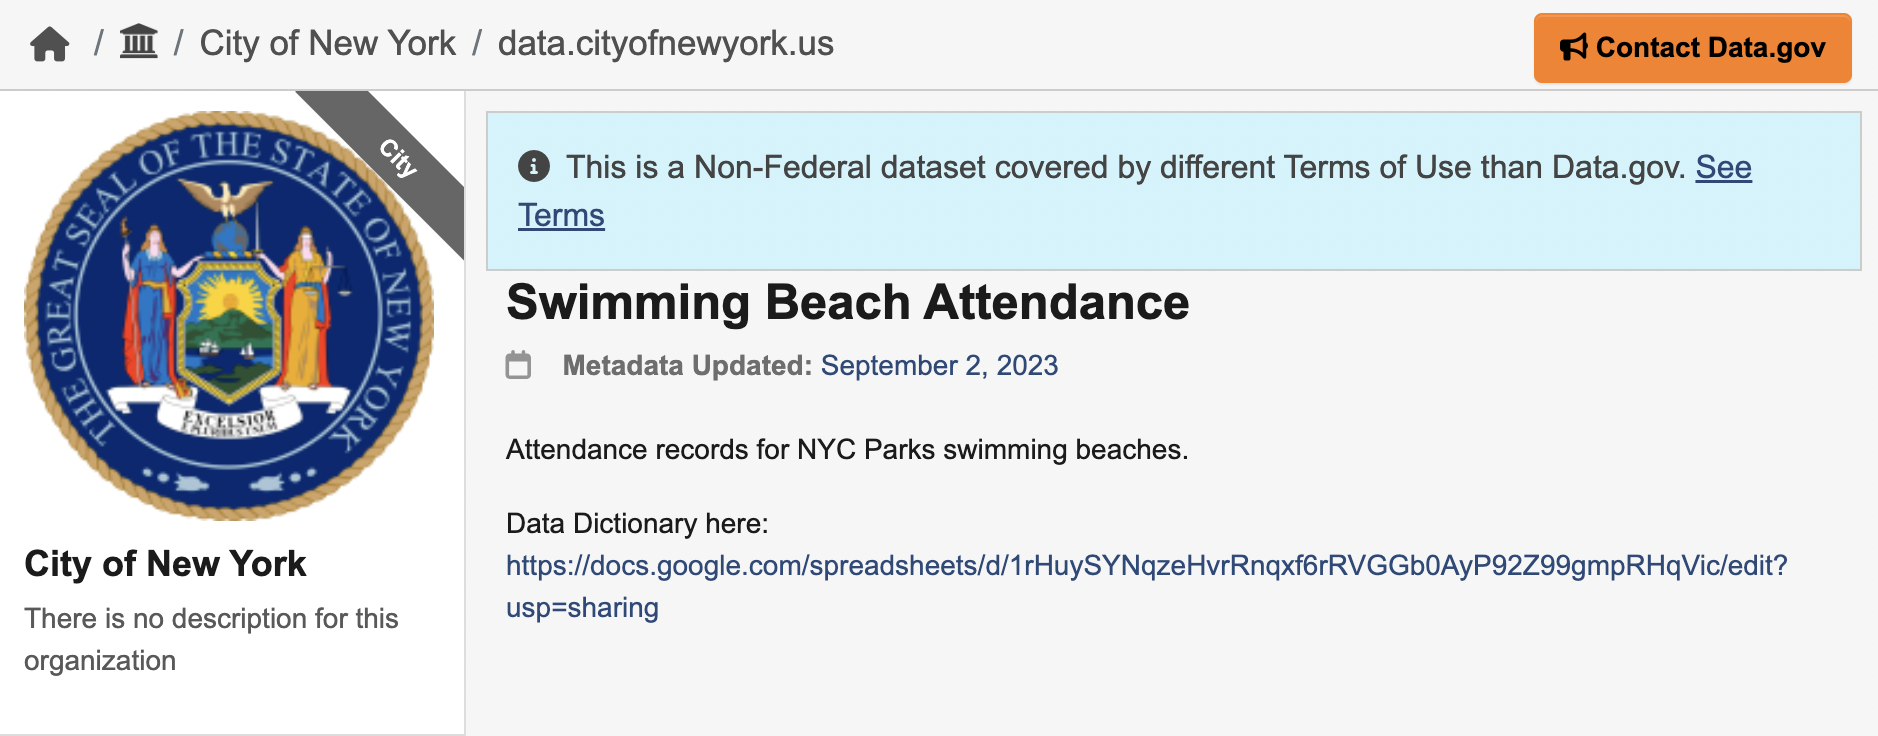 / / City of New York / data.cityofnewyork.us
Contact Data.gov
City
THE GREAT SEAL OF THE STATE OF NEW YORK
EXCELSIOR
E PLURIBUS UNUM
City of New York
There is no description for this
organization
This is a Non-Federal dataset covered by different Terms of Use than Data.gov. See
Terms
Swimming Beach Attendance
Metadata Updated: September 2, 2023
Attendance records for NYC Parks swimming beaches.
Data Dictionary here:
https://docs.google.com/spreadsheets/d/1rHuySYNqzeHvrRnqxf6rRVGGb0AyP92Z99gmpRHqVic/edit?
usp=sharing